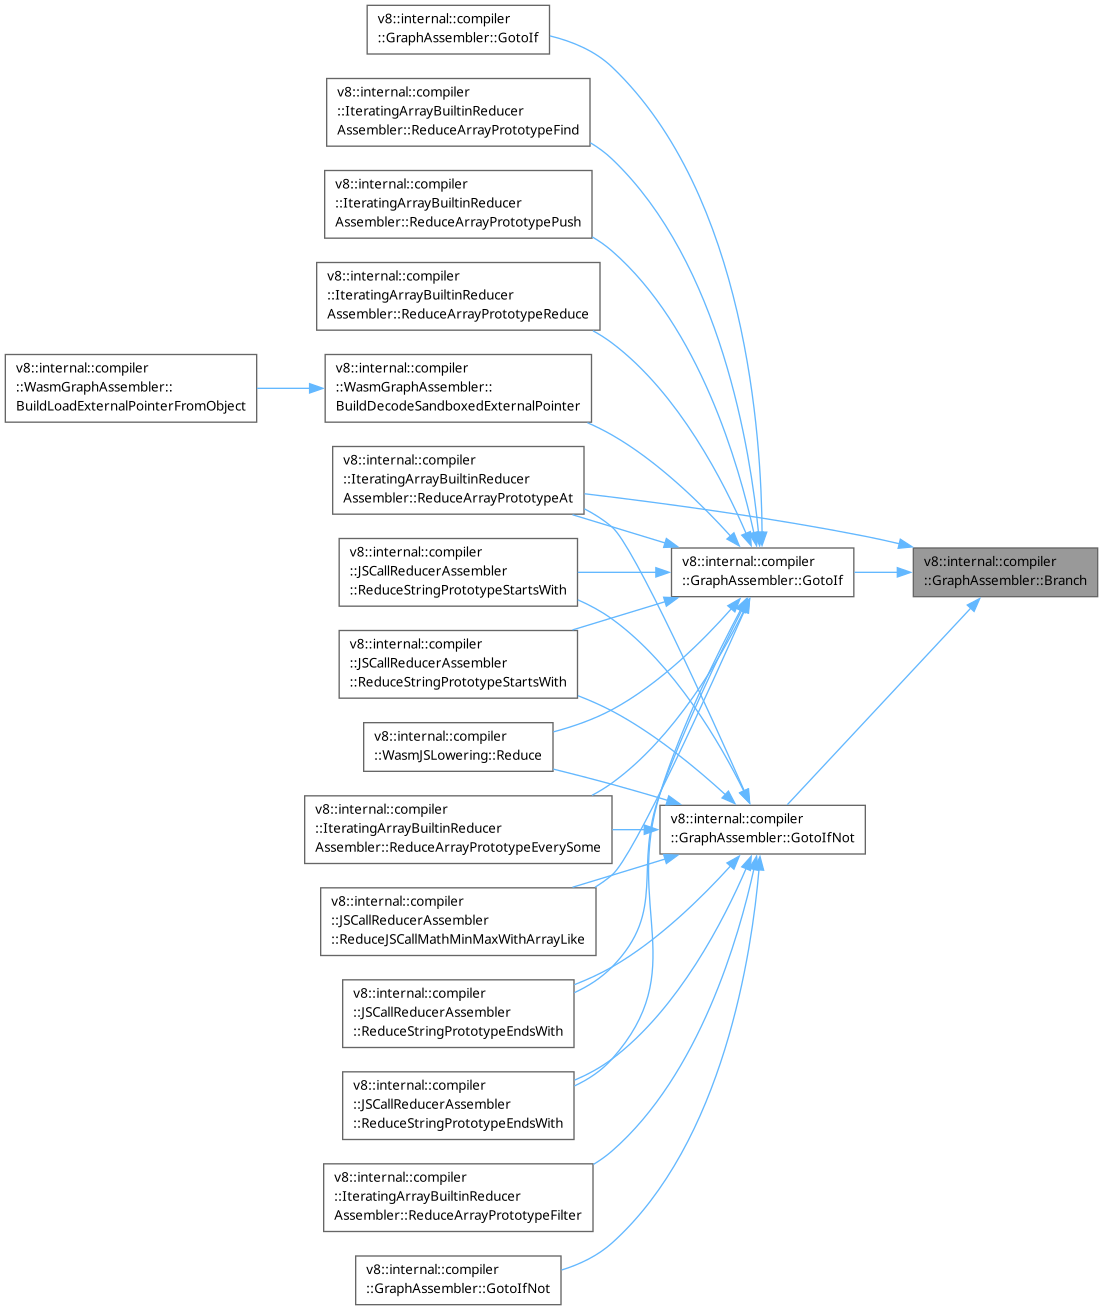 v8::internal::compiler
::GraphAssembler::GotoIf
v8::internal::compiler
::IteratingArrayBuiltinReducer
Assembler::ReduceArrayPrototypeFind
v8::internal::compiler
::IteratingArrayBuiltinReducer
Assembler::ReduceArrayPrototypePush
v8::internal::compiler
::IteratingArrayBuiltinReducer
Assembler::ReduceArrayPrototypeReduce
v8::internal::compiler
::WasmGraphAssembler::
BuildLoadExternalPointerFromObject
v8::internal::compiler
::WasmGraphAssembler::
BuildDecodeSandboxedExternalPointer
v8::internal::compiler
::IteratingArrayBuiltinReducer
Assembler::ReduceArrayPrototypeAt
v8::internal::compiler
::JSCallReducerAssembler
::ReduceStringPrototypeStartsWith
v8::internal::compiler
::GraphAssembler::GotoIf
v8::internal::compiler
::GraphAssembler::Branch
v8::internal::compiler
::JSCallReducerAssembler
::ReduceStringPrototypeStartsWith
v8::internal::compiler
::WasmJSLowering::Reduce
v8::internal::compiler
::IteratingArrayBuiltinReducer
Assembler::ReduceArrayPrototypeEverySome
v8::internal::compiler
::GraphAssembler::GotoIfNot
v8::internal::compiler
::JSCallReducerAssembler
::ReduceJSCallMathMinMaxWithArrayLike
v8::internal::compiler
::JSCallReducerAssembler
::ReduceStringPrototypeEndsWith
v8::internal::compiler
::JSCallReducerAssembler
::ReduceStringPrototypeEndsWith
v8::internal::compiler
::IteratingArrayBuiltinReducer
Assembler::ReduceArrayPrototypeFilter
v8::internal::compiler
::GraphAssembler::GotoIfNot